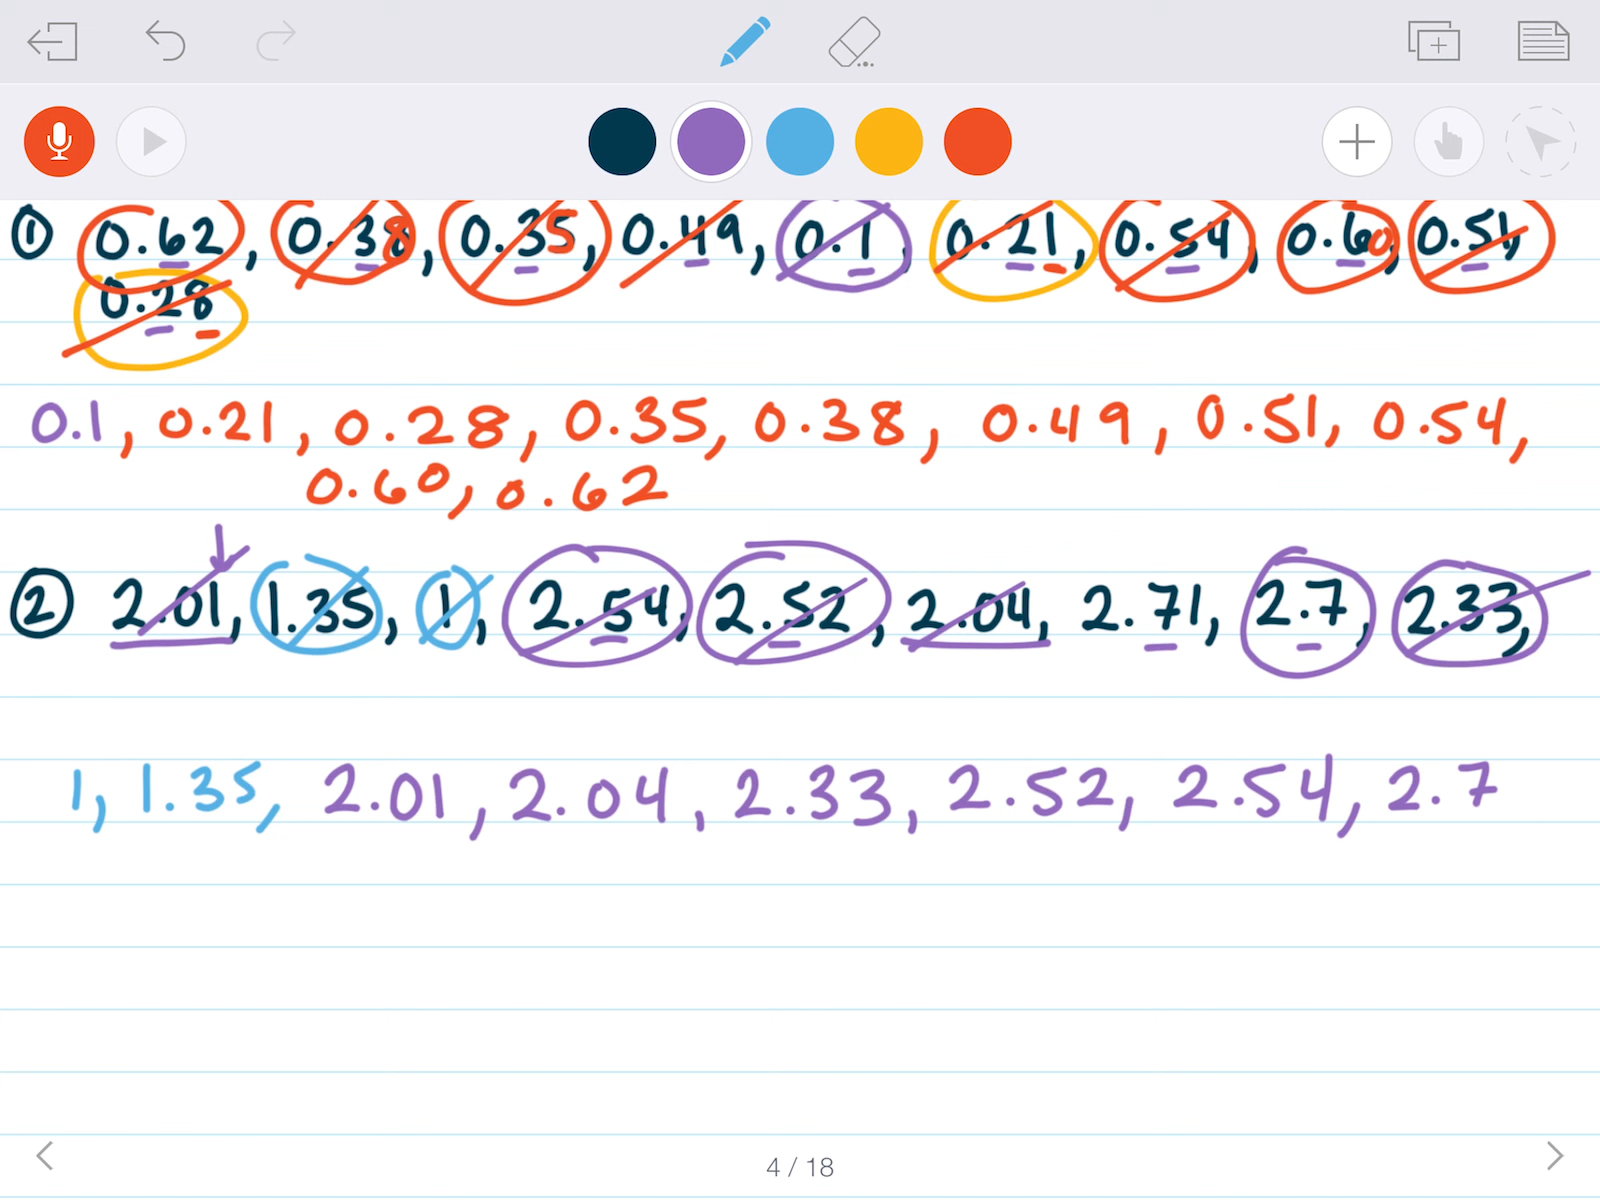 ① 0.62, 0.38, 0.35, 0.49, 0.1, 0.21, 0.54, 0.60, 0.51,
0.28
0.1, 0.21, 0.28, 0.35, 0.38, 0.49, 0.51, 0.54,
0.60, 0.62
② 2.01, 1.35, 1, 2.54, 2.52, 2.04, 2.71, 2.7, 2.33,
1, 1.35, 2.01, 2.04, 2.33, 2.52, 2.54, 2.7
4 / 18